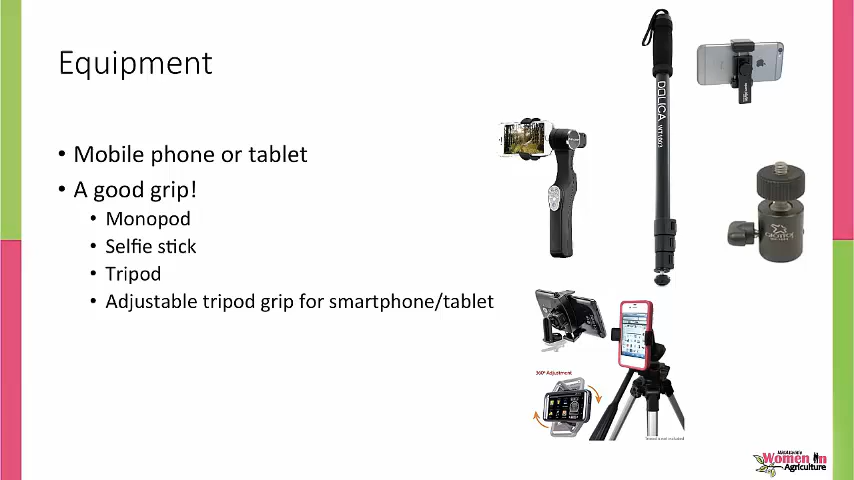 Equipment
• Mobile phone or tablet
• A good grip!
• Monopod
• Selfie stick
• Tripod
• Adjustable tripod grip for smartphone/tablet
DOLICA WT1003
360° Adjustment
Women in
Agriculture